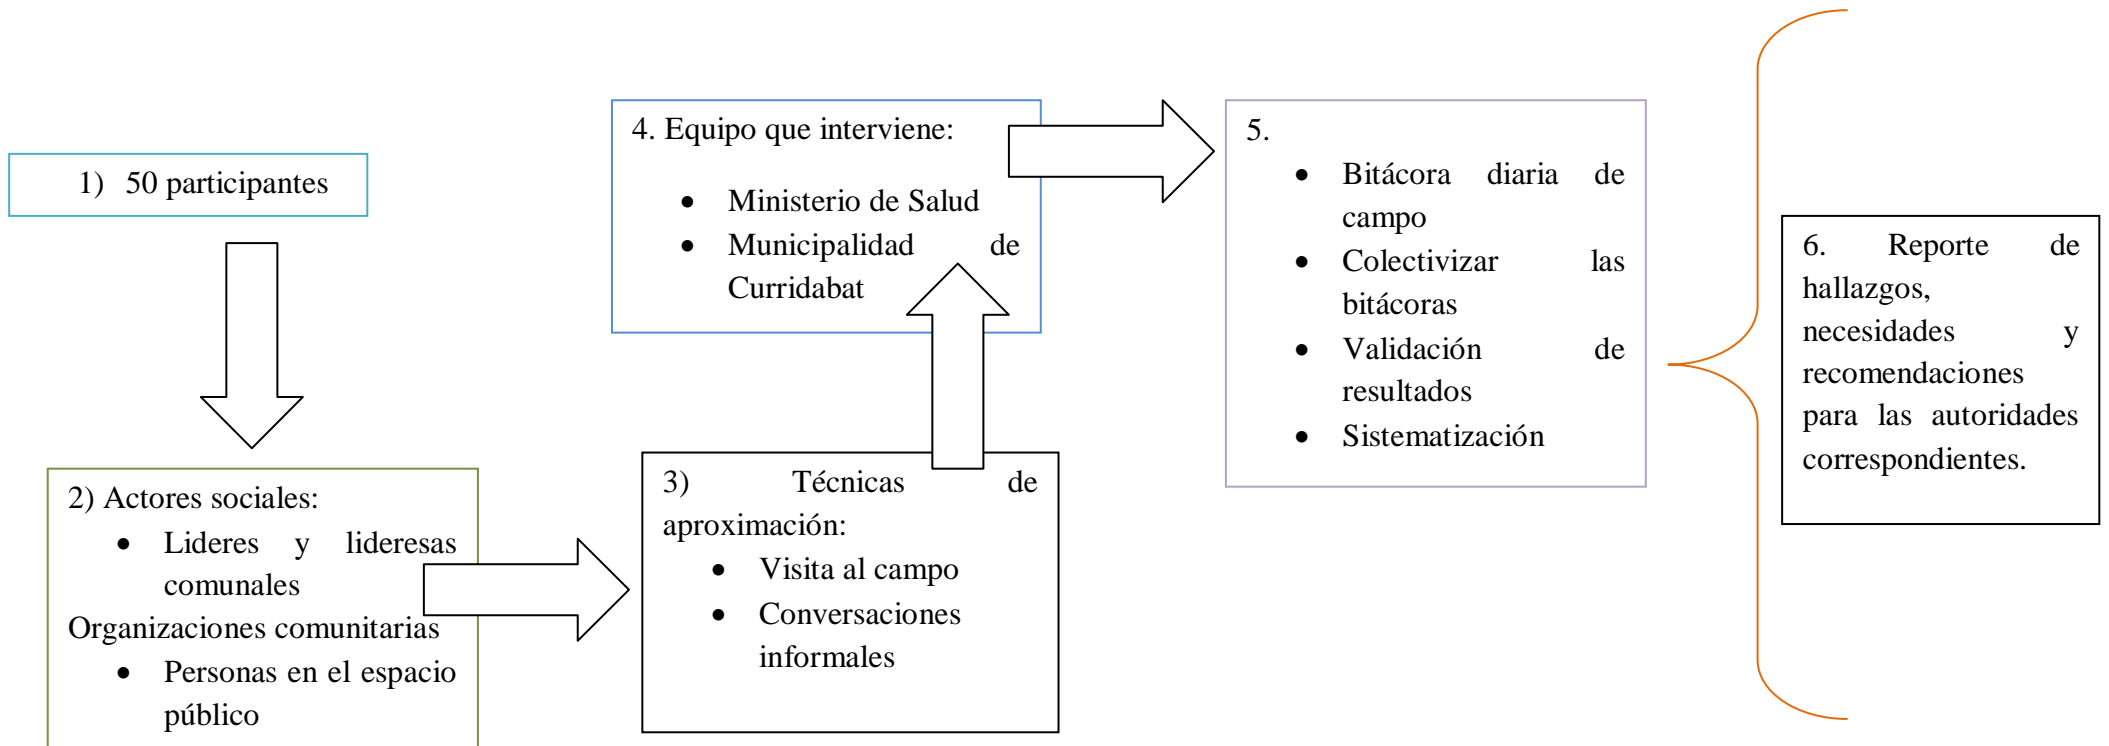 1) 50 participantes
2) Actores sociales:
• Lideres y lideresas
comunales
Organizaciones comunitarias
• Personas en el espacio
público
3) Técnicas de
aproximación:
• Visita al campo
• Conversaciones
informales
4. Equipo que interviene:
• Ministerio de Salud
• Municipalidad de
Curridabat
5.
• Bitácora diaria de
campo
• Colectivizar las
bitácoras
• Validación de
resultados
• Sistematización
6. Reporte de
hallazgos,
necesidades y
recomendaciones
para las autoridades
correspondientes.